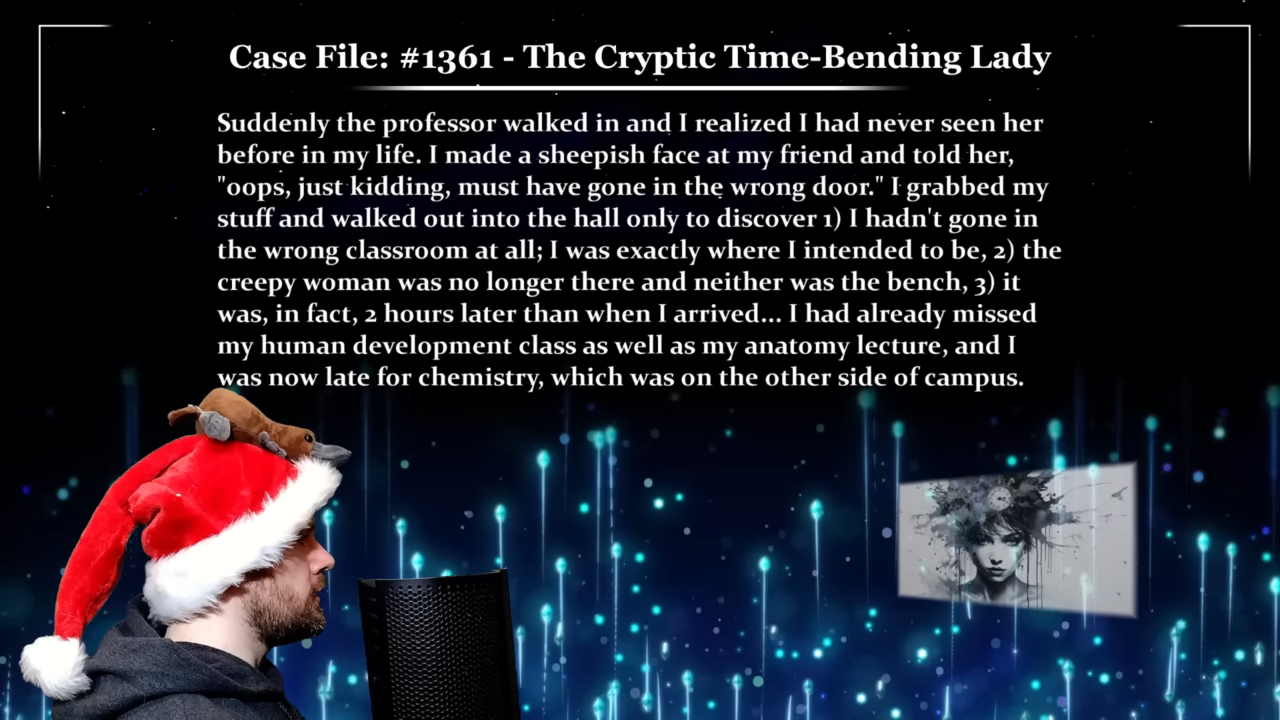 Case File: #1361 - The Cryptic Time-Bending Lady
Suddenly the professor walked in and I realized I had never seen her
before in my life. I made a sheepish face at my friend and told her,
"oops, just kidding, must have gone in the wrong door." I grabbed my
stuff and walked out into the hall only to discover 1) I hadn't gone in
the wrong classroom at all; I was exactly where I intended to be, 2) the
creepy woman was no longer there and neither was the bench, 3) it
was, in fact, 2 hours later than when I arrived... I had already missed
my human development class as well as my anatomy lecture, and I
was now late for chemistry, which was on the other side of campus.